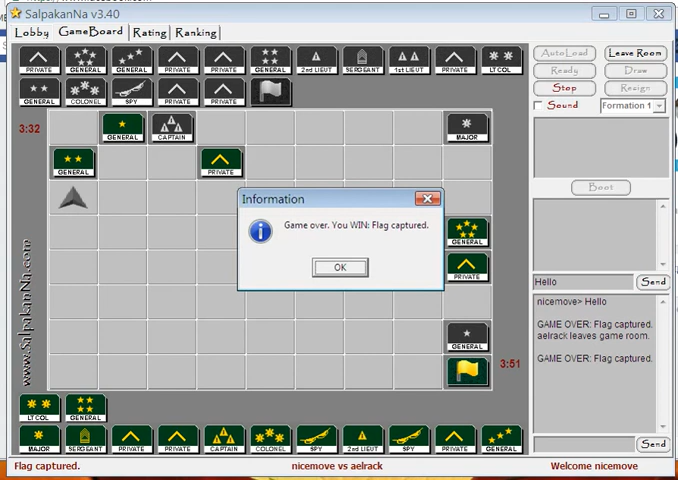 SalpakanNa v3.40
Lobby GameBoard Rating Ranking
PRIVATE GENERAL GENERAL PRIVATE PRIVATE GENERAL 2nd LIEUT SERGEANT 1st LIEUT PRIVATE LT COL
GENERAL COLONEL SPY PRIVATE PRIVATE
AutoLoad Leave Room
Ready Draw
Stop Resign
Sound Formation 1
3:32
GENERAL CAPTAIN MAJOR
GENERAL PRIVATE
Boot
Information
Game over. You WIN: Flag captured.
OK
GENERAL
PRIVATE
www.SalpakanNa.com
GENERAL
3:51
Hello Send
nicemove> Hello
GAME OVER: Flag captured.
aelrack leaves game room.
GAME OVER: Flag captured.
LT COL GENERAL
MAJOR SERGEANT PRIVATE PRIVATE CAPTAIN COLONEL SPY 2nd LIEUT SPY PRIVATE GENERAL
Send
Flag captured. nicemove vs aelrack Welcome nicemove